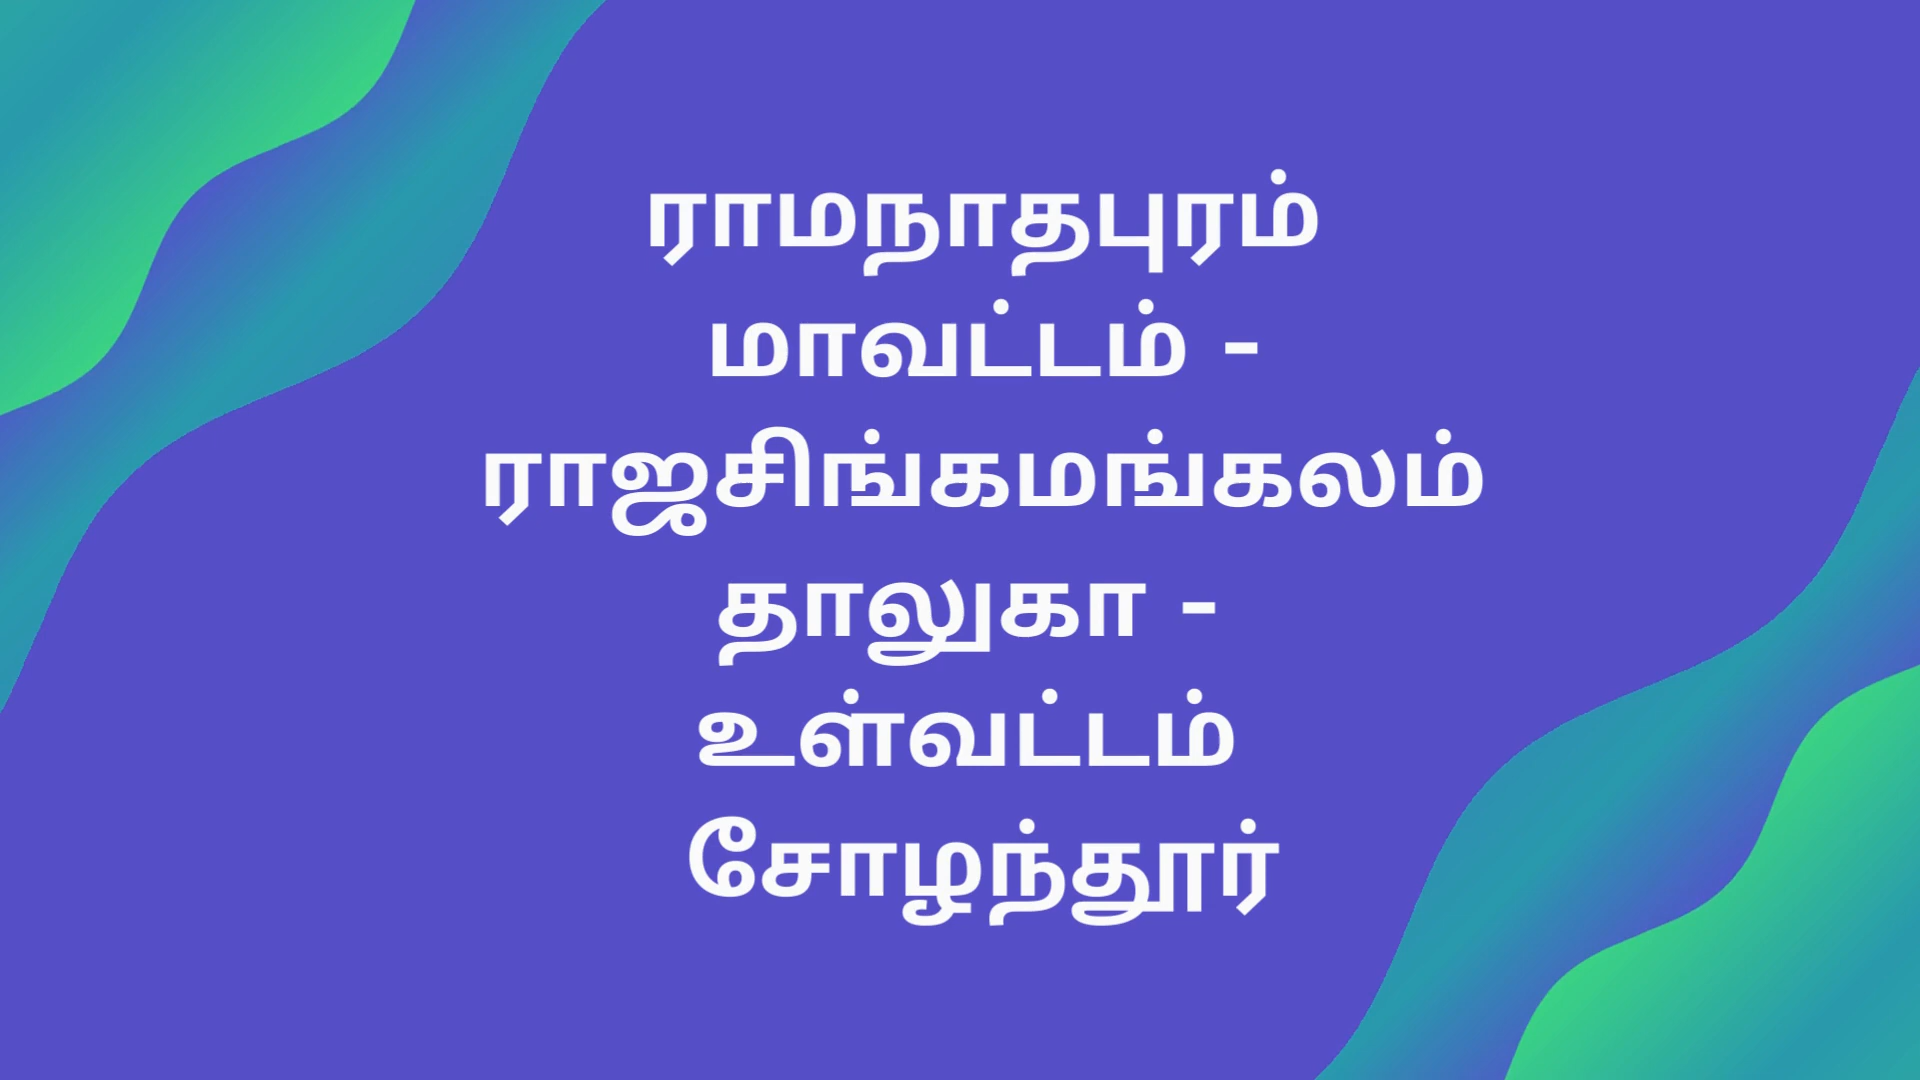 ராமநாதபுரம்
மாவட்டம் -
ராஜசிங்கமங்கலம்
தாலுகா -
உள்வட்டம்
சோழந்தூர்